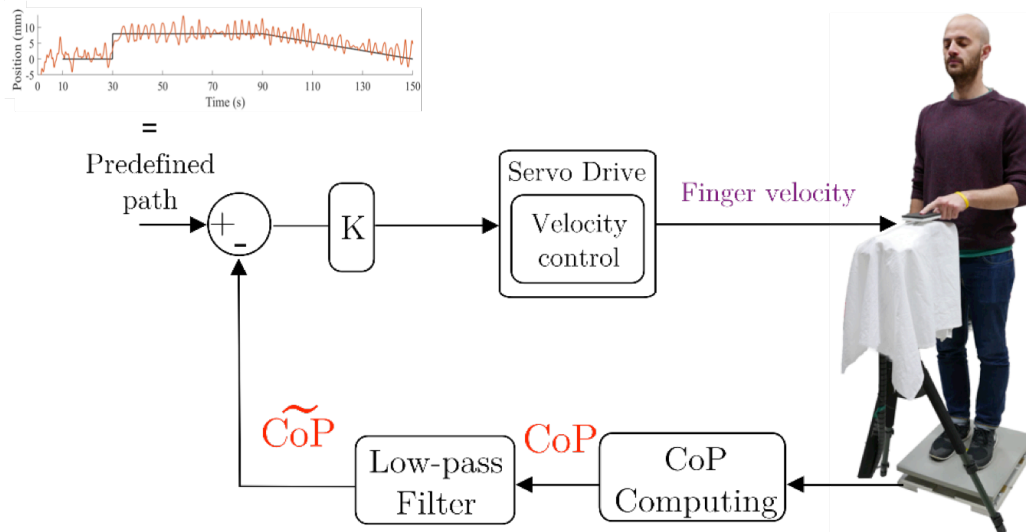 Position (mm)
10
5
0
-5
0
10
30
50
70
90
110
130
150
Time (s)
=
Predefined
path
+
-
K
Servo Drive
Velocity
control
Finger velocity
C͠oP
CoP
Low-pass
Filter
CoP
Computing